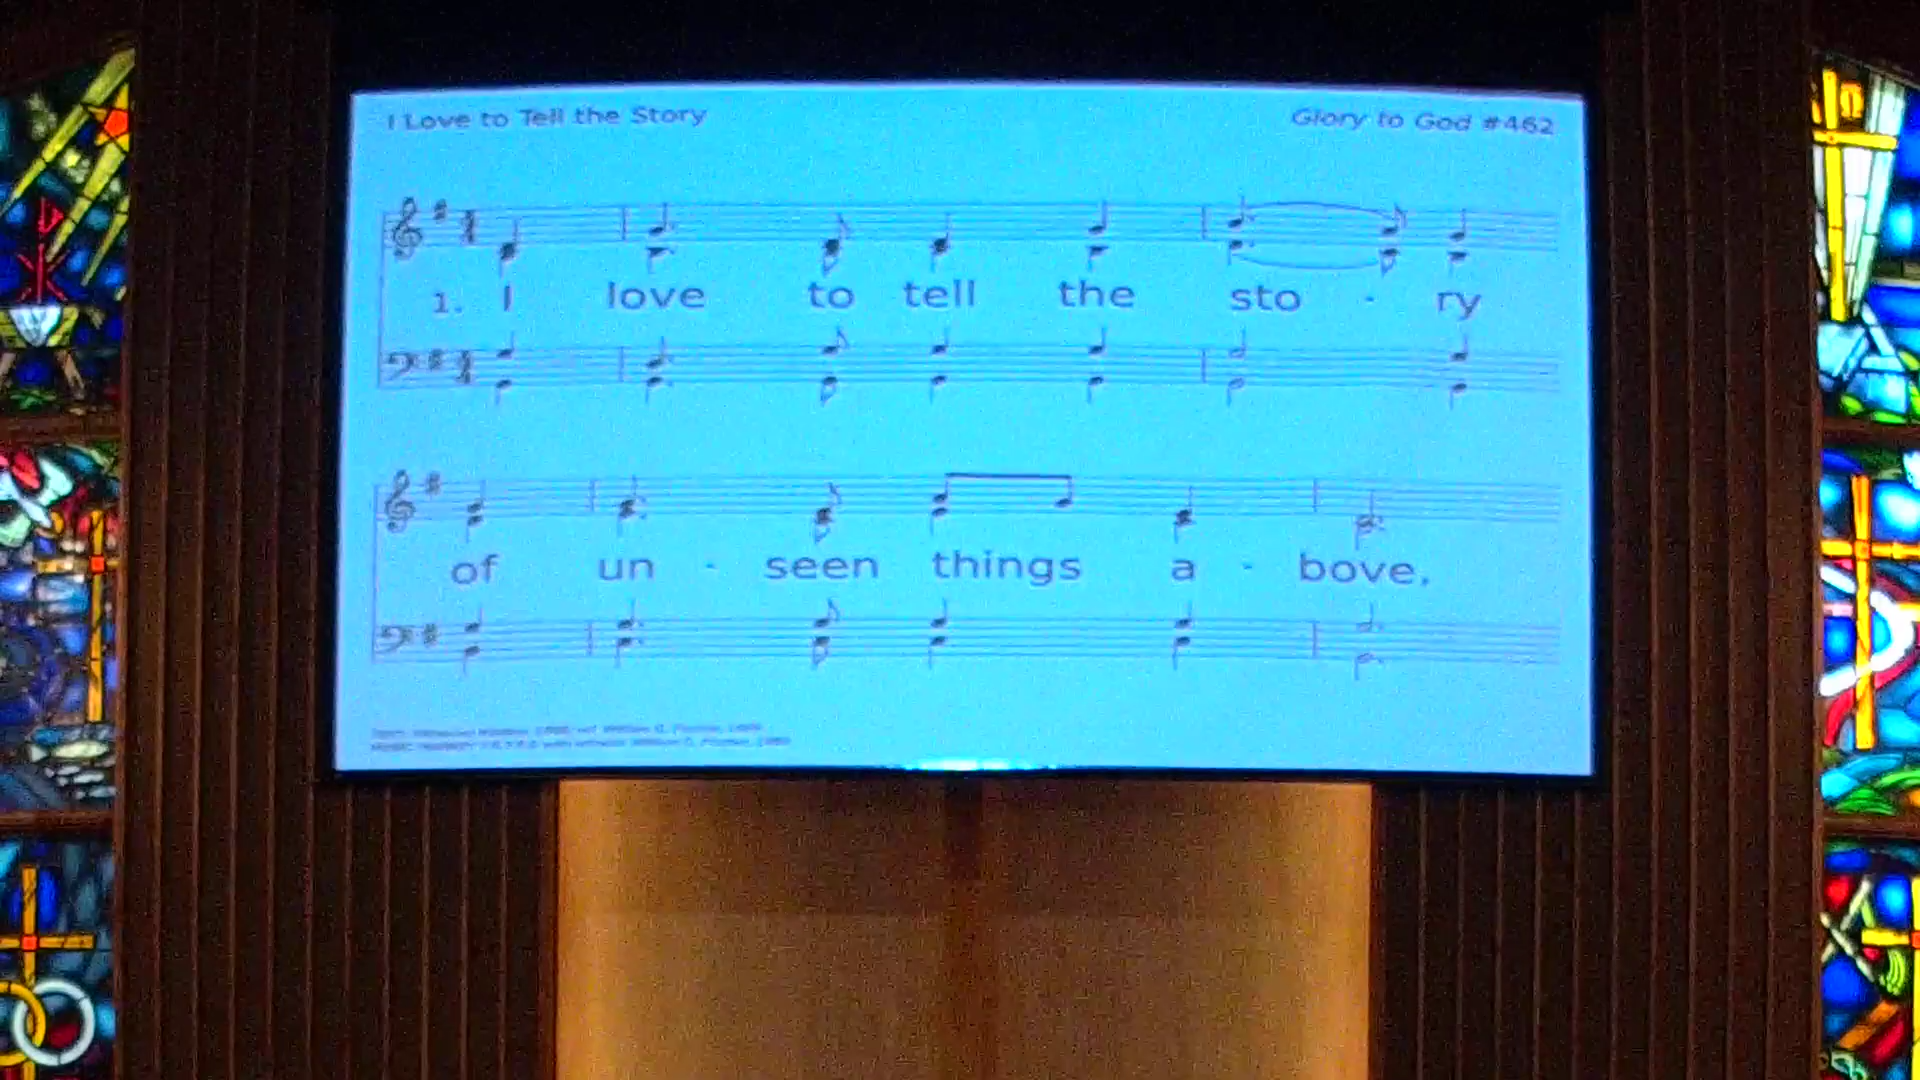 I Love to Tell the Story
Glory to God #462
1. I love to tell the sto - ry
of un - seen things a - bove,